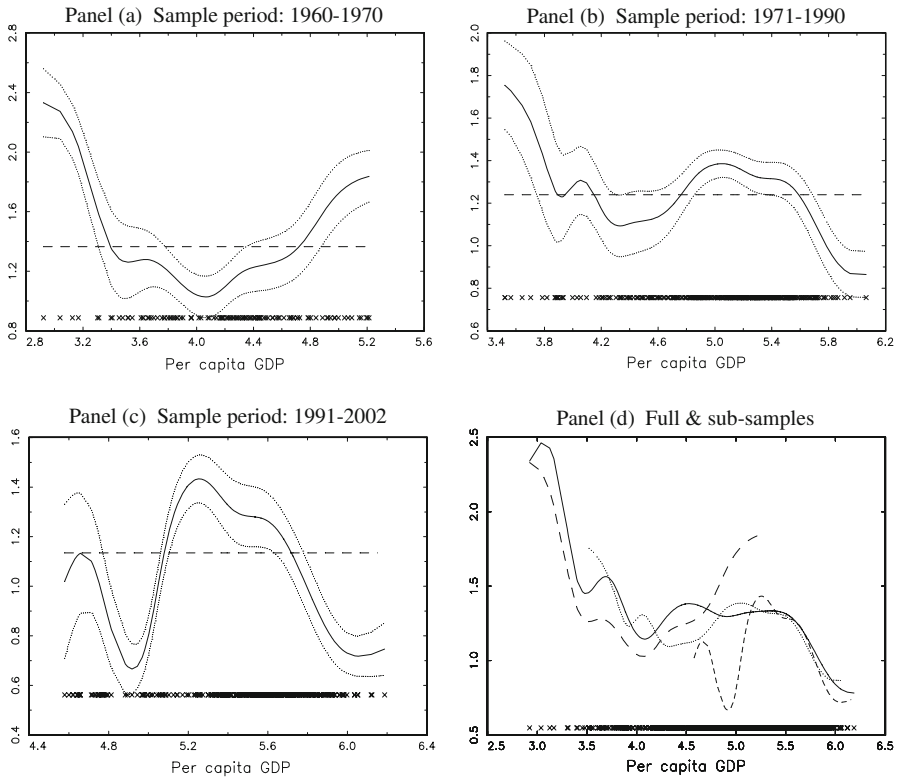 Panel (a) Sample period: 1960-1970
2.8
2.4
2.0
1.6
1.2
0.8
2.8 3.2 3.6 4.0 4.4 4.8 5.2 5.6
Per capita GDP
Panel (b) Sample period: 1971-1990
2.0
1.8
1.6
1.4
1.2
1.0
0.8
0.6
3.4 3.8 4.2 4.6 5.0 5.4 5.8 6.2
Per capita GDP
Panel (c) Sample period: 1991-2002
1.6
1.4
1.2
1.0
0.8
0.6
0.4
4.4 4.8 5.2 5.6 6.0 6.4
Per capita GDP
Panel (d) Full & sub-samples
2.5
2.0
1.5
1.0
0.5
2.5 3.0 3.5 4.0 4.5 5.0 5.5 6.0 6.5
Per capita GDP